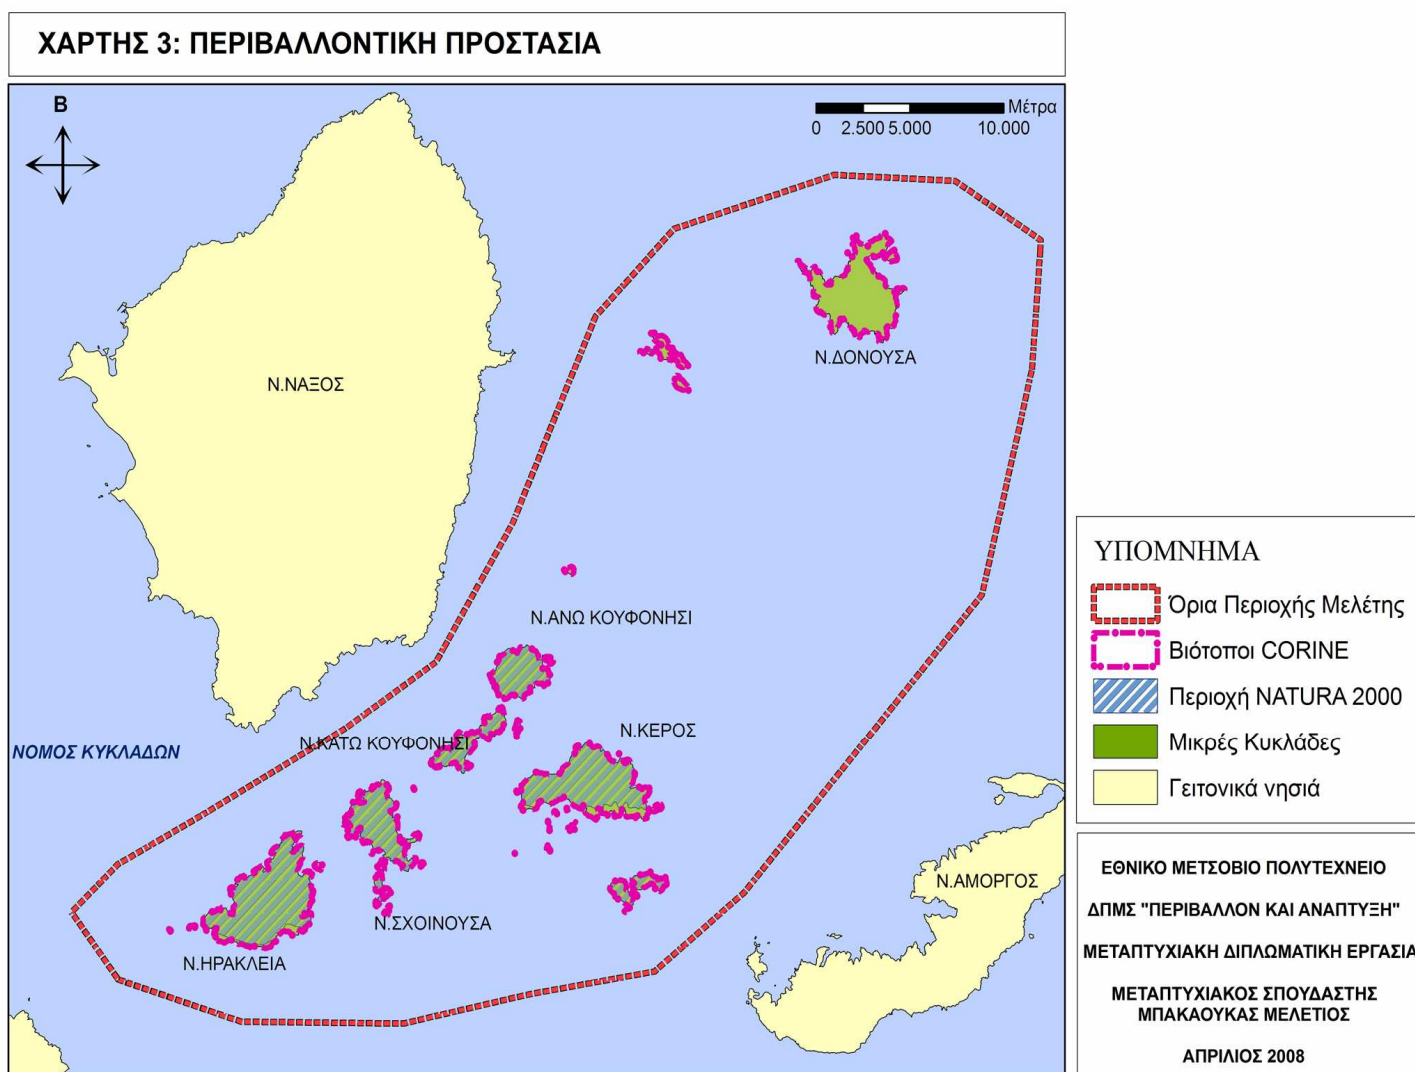 ΧΑΡΤΗΣ 3: ΠΕΡΙΒΑΛΛΟΝΤΙΚΗ ΠΡΟΣΤΑΣΙΑ
Β
Μέτρα
0 2.500 5.000 10.000
Ν.ΔΟΝΟΥΣΑ
Ν.ΝΑΞΟΣ
Ν.ΑΝΩ ΚΟΥΦΟΝΗΣΙ
Ν.ΚΕΡΟΣ
Ν.ΚΑΤΩ ΚΟΥΦΟΝΗΣΙ
ΝΟΜΟΣ ΚΥΚΛΑΔΩΝ
Ν.ΑΜΟΡΓΟΣ
Ν.ΣΧΟΙΝΟΥΣΑ
Ν.ΗΡΑΚΛΕΙΑ
ΥΠΟΜΝΗΜΑ
Όρια Περιοχής Μελέτης
Βιότοποι CORINE
Περιοχή NATURA 2000
Μικρές Κυκλάδες
Γειτονικά νησιά
ΕΘΝΙΚΟ ΜΕΤΣΟΒΙΟ ΠΟΛΥΤΕΧΝΕΙΟ
ΔΠΜΣ "ΠΕΡΙΒΑΛΛΟΝ ΚΑΙ ΑΝΑΠΤΥΞΗ"
ΜΕΤΑΠΤΥΧΙΑΚΗ ΔΙΠΛΩΜΑΤΙΚΗ ΕΡΓΑΣΙΑ
ΜΕΤΑΠΤΥΧΙΑΚΟΣ ΣΠΟΥΔΑΣΤΗΣ
ΜΠΑΚΑΟΥΚΑΣ ΜΕΛΕΤΙΟΣ
ΑΠΡΙΛΙΟΣ 2008